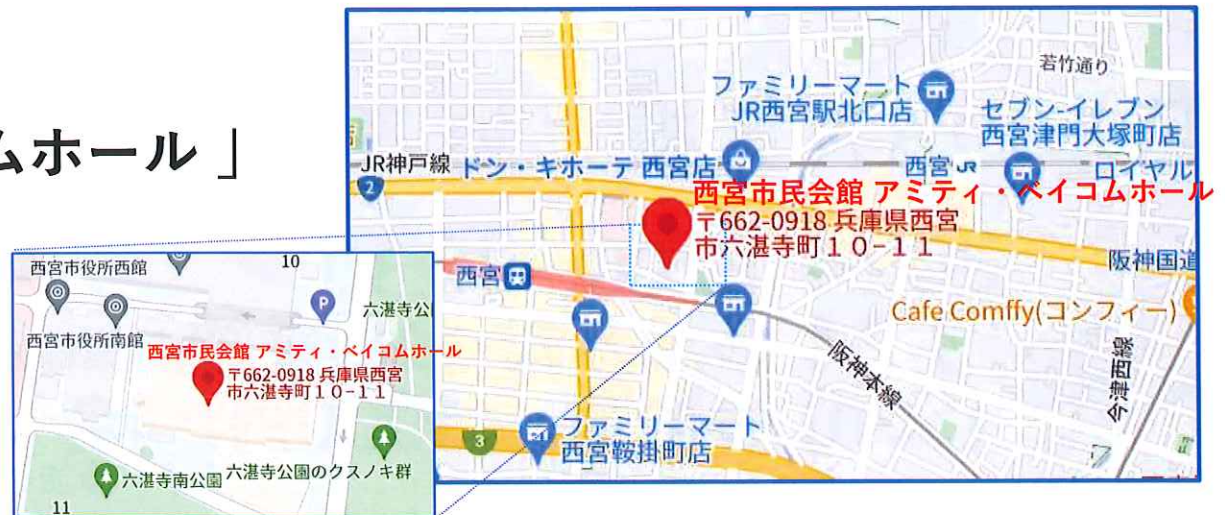 ムホール」
若竹通り
ファミリーマート
JR西宮駅北口店
セブン-イレブン
西宮津門大塚町店
JR神戸線
ドン・キホーテ 西宮店
西宮 JR
ロイヤル
2
西宮市民会館 アミティ・ベイコムホール
〒662-0918 兵庫県西宮
市六湛寺町10-11
阪神国道
西宮
Cafe Comffy(コンフィー)
阪神本線
今津西線
3
ファミリーマート
西宮鞍掛町店
西宮市役所西館
10
P
六湛寺公
西宮市役所南館
西宮市民会館 アミティ・ベイコムホール
〒662-0918 兵庫県西宮
市六湛寺町10-11
六湛寺南公園
六湛寺公園のクスノキ群
11